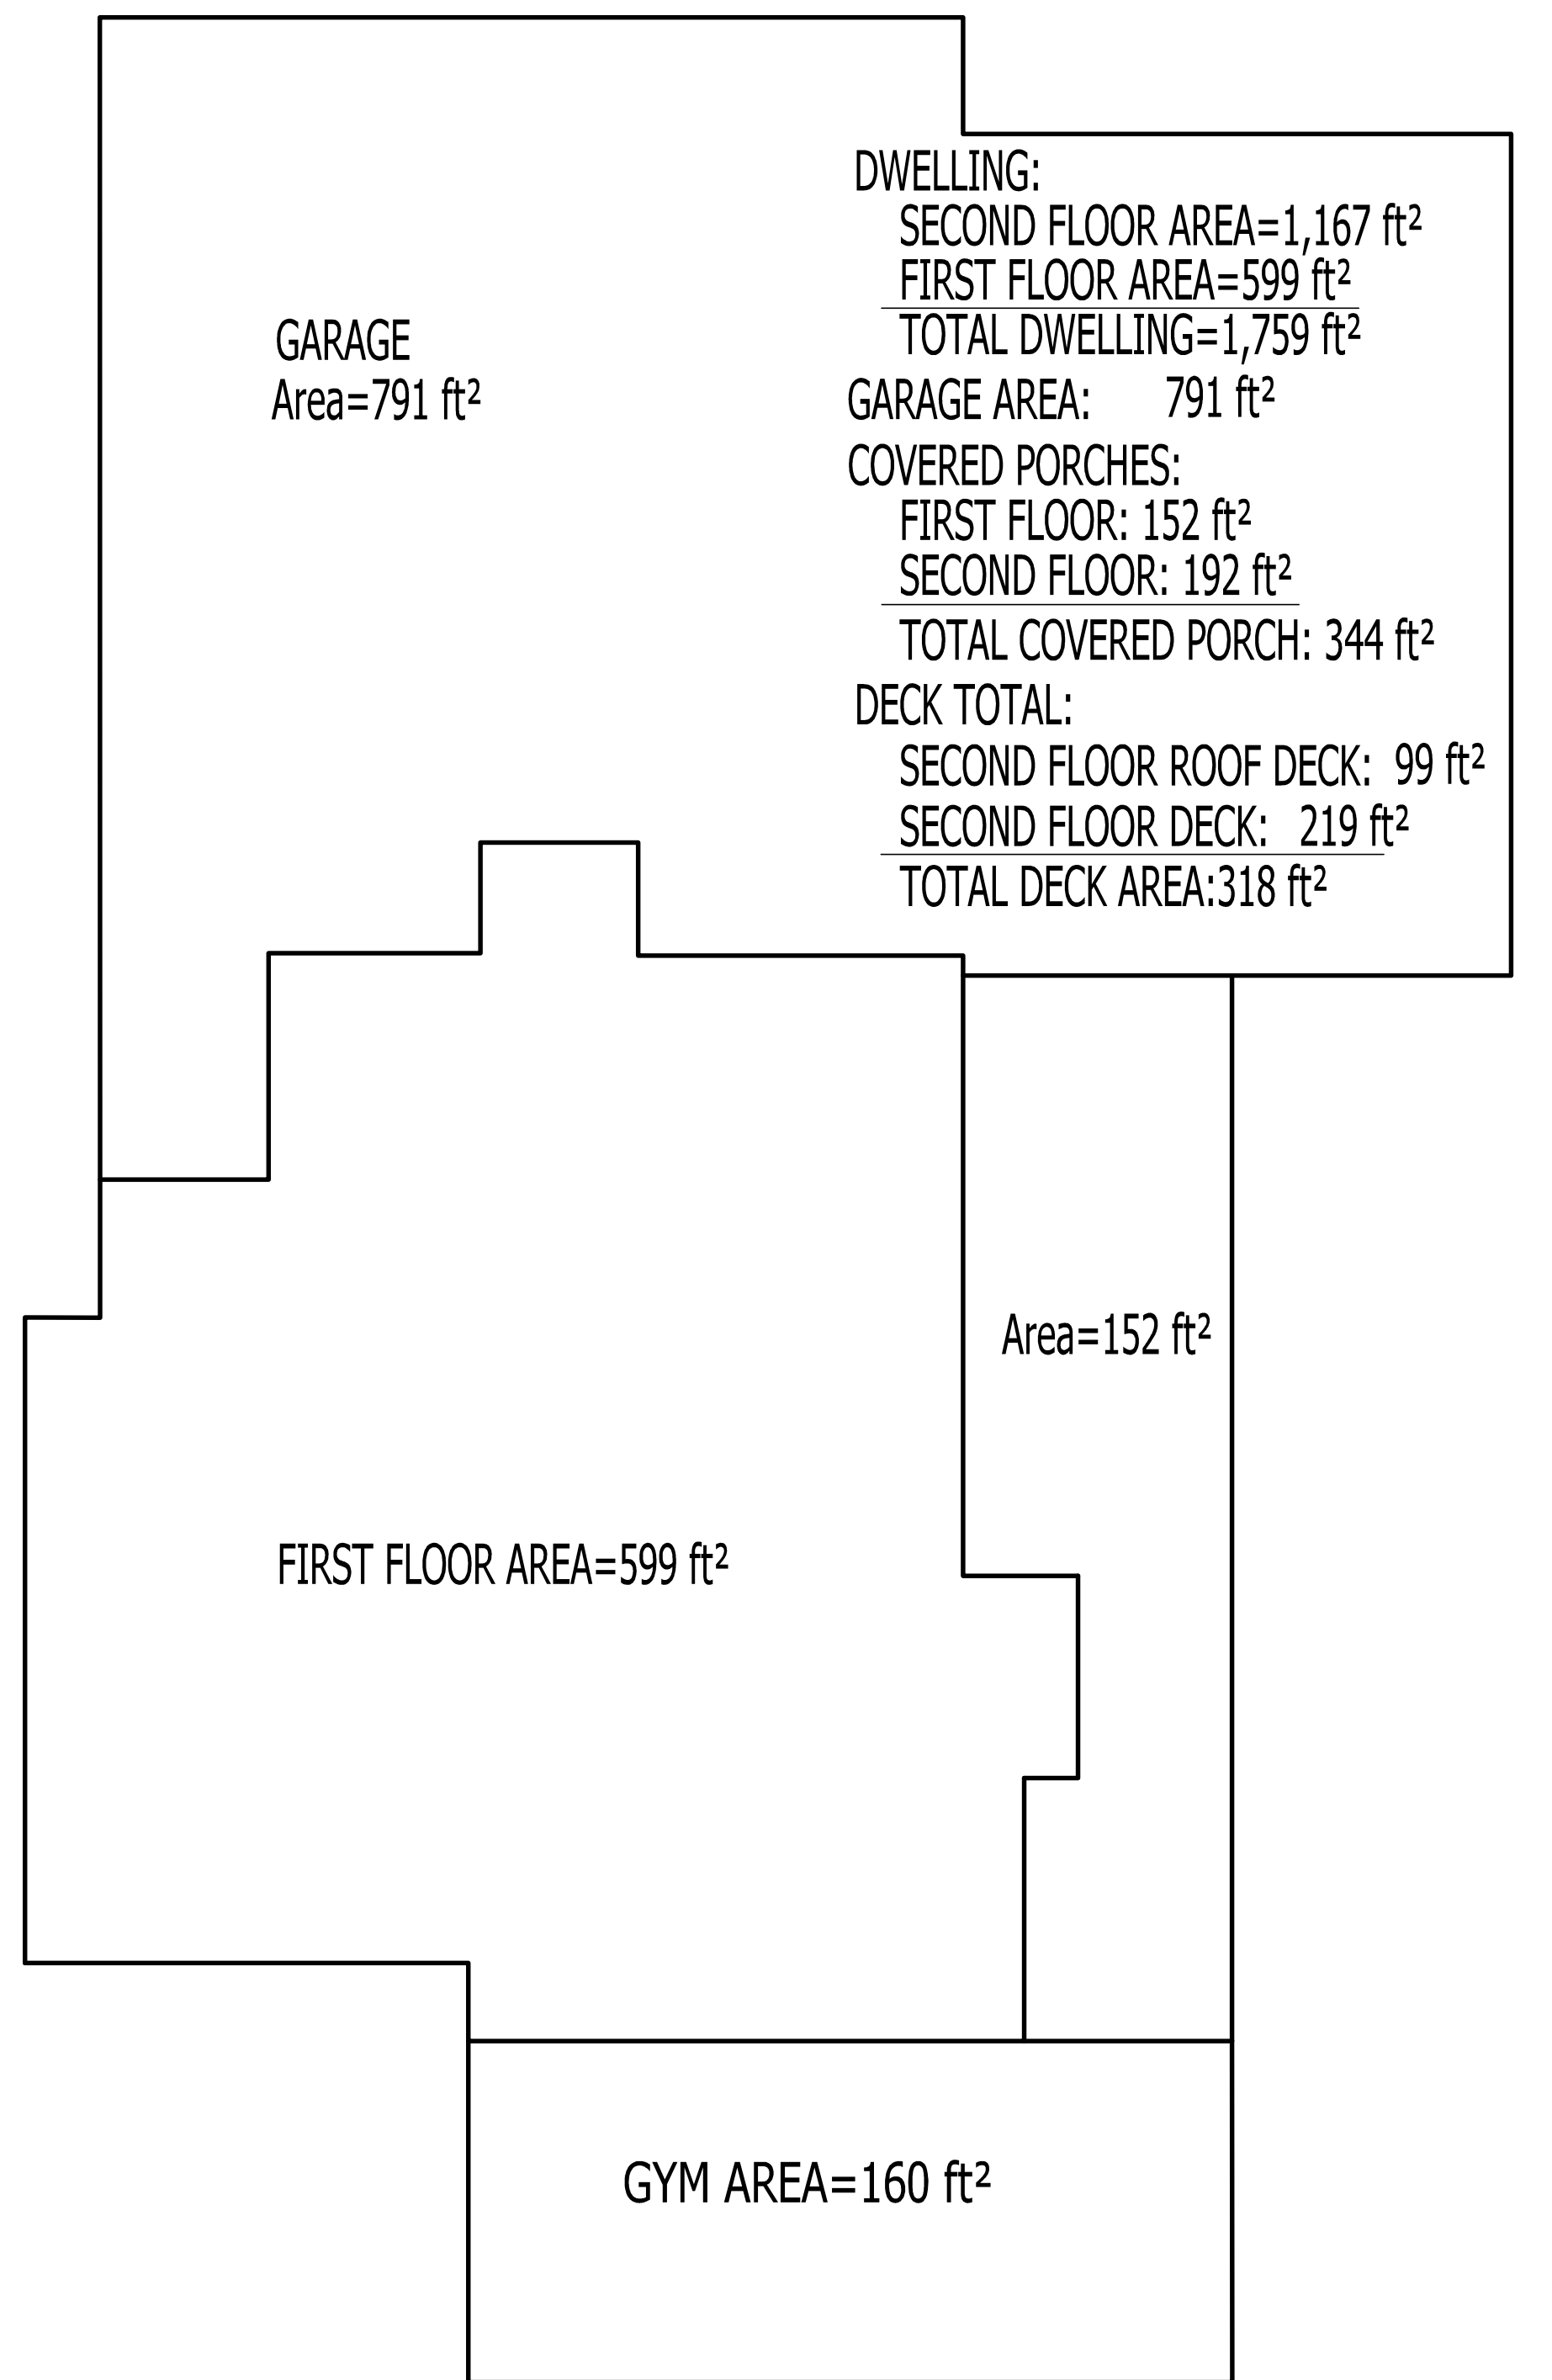 DWELLING:
SECOND FLOOR AREA=1,167 ft²
FIRST FLOOR AREA=599 ft²
TOTAL DWELLING=1,759 ft²
GARAGE
Area=791 ft²
GARAGE AREA: 791 ft²
COVERED PORCHES:
FIRST FLOOR: 152 ft²
SECOND FLOOR: 192 ft²
TOTAL COVERED PORCH: 344 ft²
DECK TOTAL:
SECOND FLOOR ROOF DECK: 99 ft²
SECOND FLOOR DECK: 219 ft²
TOTAL DECK AREA:318 ft²
Area=152 ft²
FIRST FLOOR AREA=599 ft²
GYM AREA=160 ft²